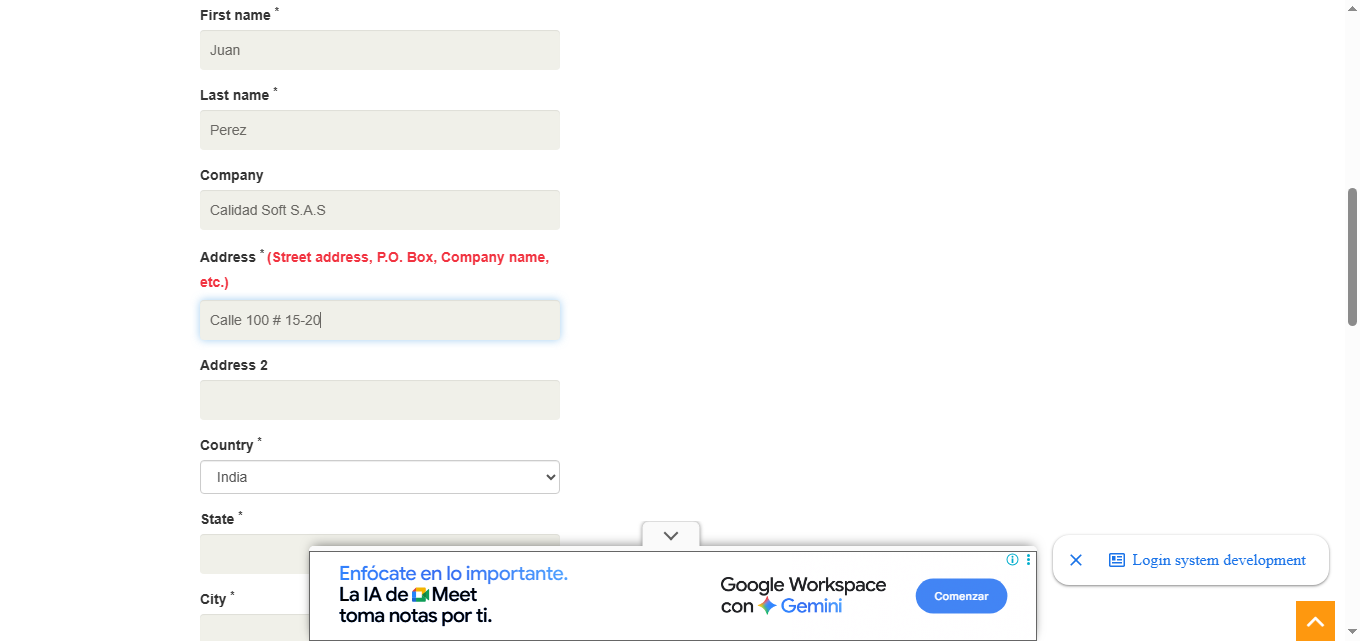 First name *
Juan
Last name *
Perez
Company
Calidad Soft S.A.S
Address * (Street address, P.O. Box, Company name,
etc.)
Calle 100 # 15-20
Address 2
Country *
India
State *
City *
Enfócate en lo importante.
La IA de Meet
toma notas por ti.
Google Workspace
con Gemini
Comenzar
Login system development